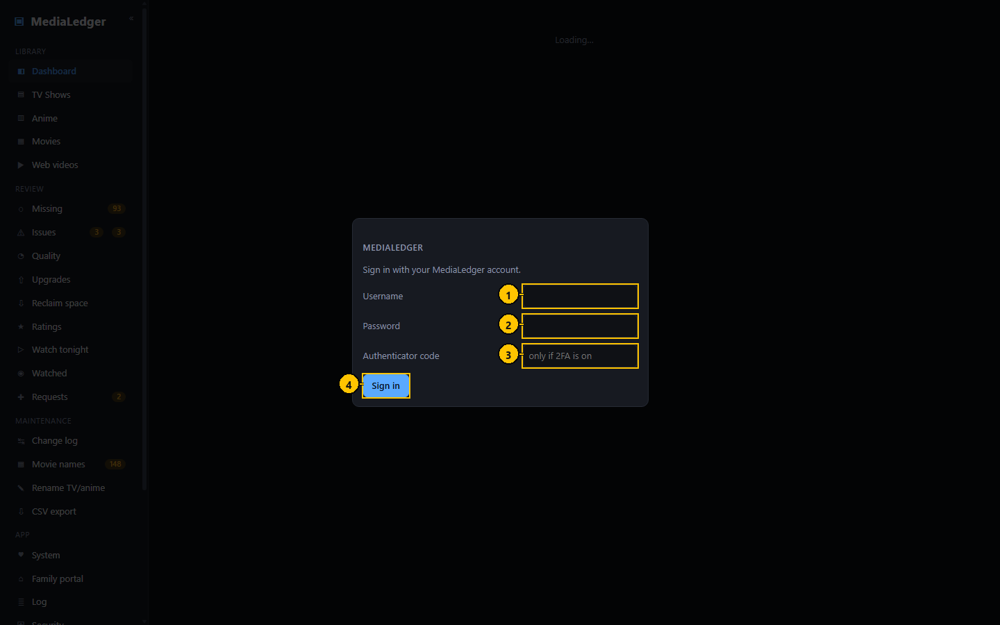 MediaLedger «
Loading...
LIBRARY
Dashboard
TV Shows
Anime
Movies
Web videos
REVIEW
Missing 93
Issues 3 3
Quality
Upgrades
Reclaim space
Ratings
Watch tonight
Watched
Requests 2
MAINTENANCE
Change log
Movie names 148
Rename TV/anime
CSV export
APP
System
Family portal
Log
Security
MEDIALEDGER
Sign in with your MediaLedger account.
Username 1
Password 2
Authenticator code 3 only if 2FA is on
4 Sign in